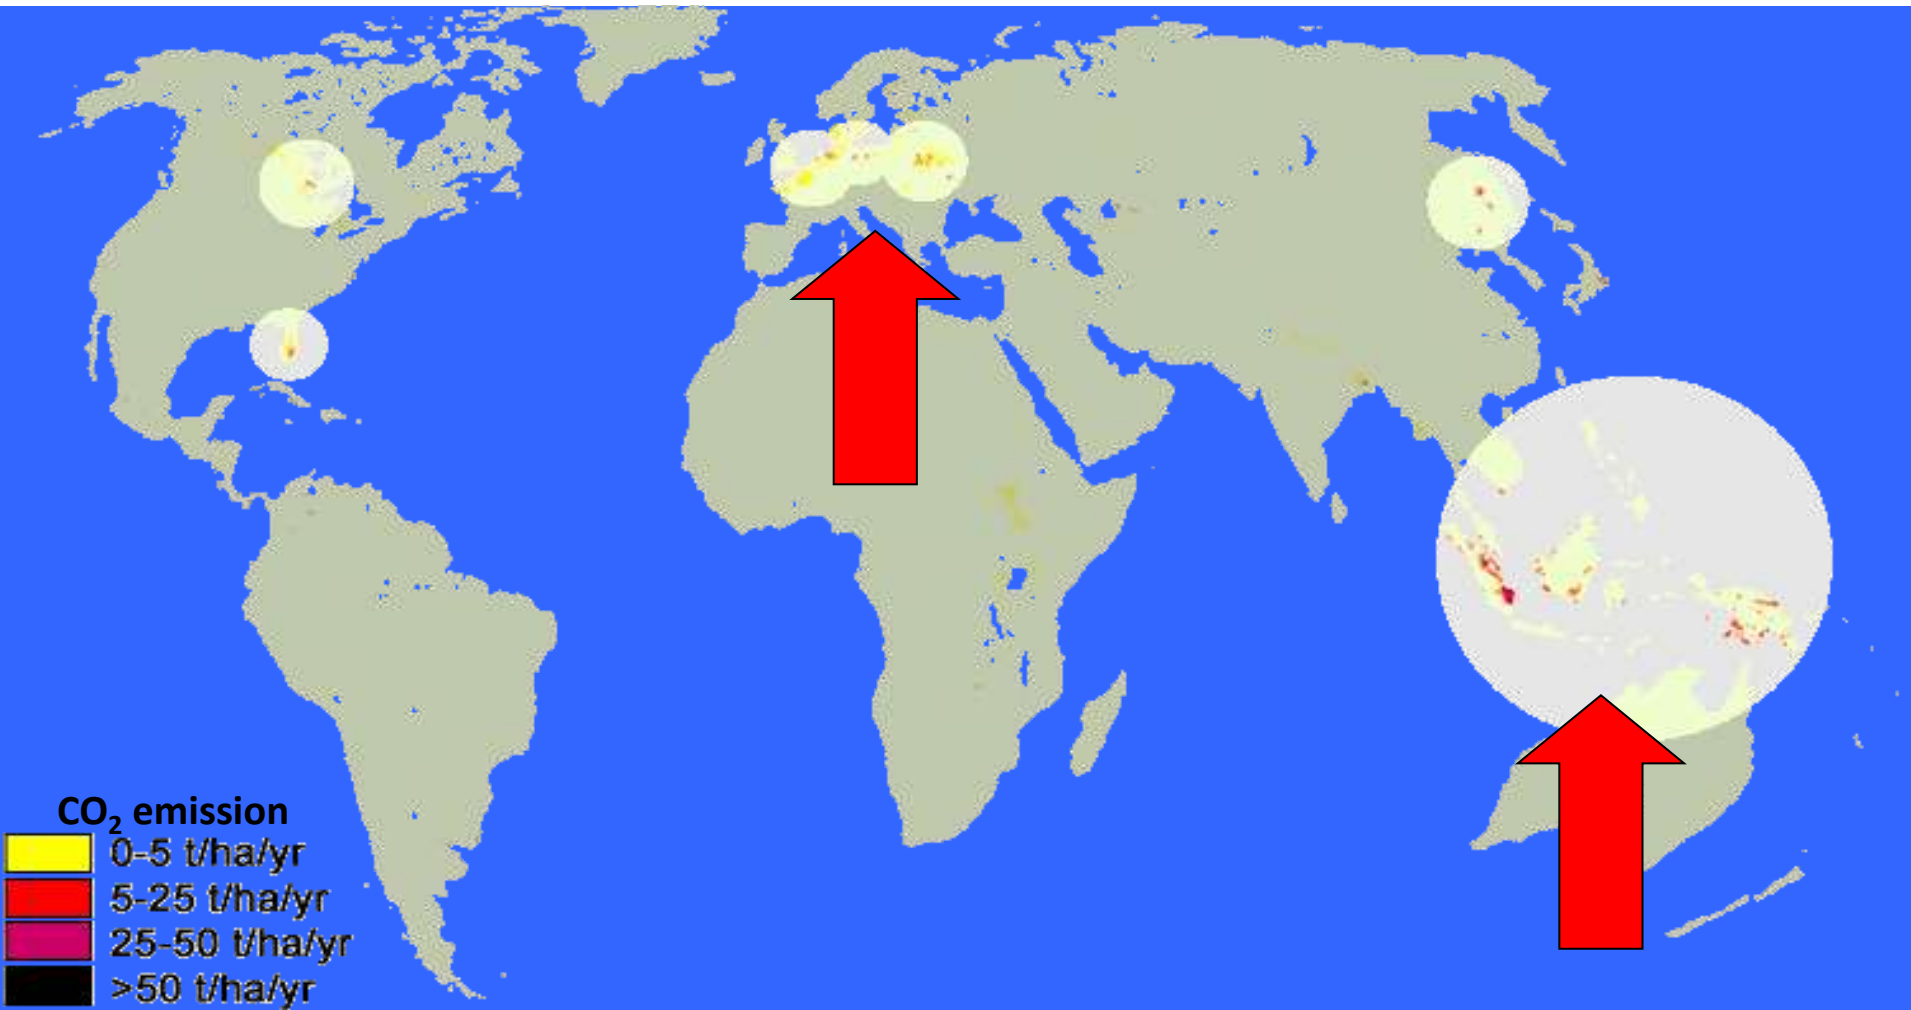 CO₂ emission
0-5 t/ha/yr
5-25 t/ha/yr
25-50 t/ha/yr
>50 t/ha/yr